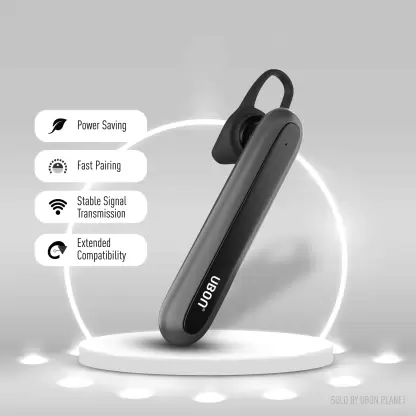 Power Saving
Fast Pairing
Stable Signal
Transmission
Extended
Compatibility
UBON
SOLD BY UBON PLANET